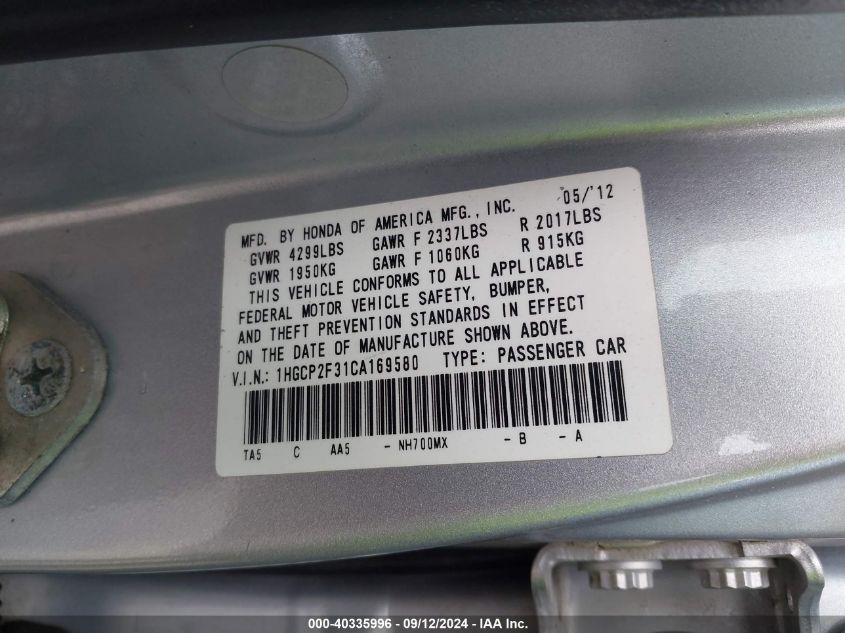 MFD. BY HONDA OF AMERICA MFG., INC. 05/'12
GVWR 4299LBS GAWR F 2337LBS R 2017LBS
GVWR 1950KG GAWR F 1060KG R 915KG
THIS VEHICLE CONFORMS TO ALL APPLICABLE
FEDERAL MOTOR VEHICLE SAFETY, BUMPER,
AND THEFT PREVENTION STANDARDS IN EFFECT
ON THE DATE OF MANUFACTURE SHOWN ABOVE.
V.I.N.: 1HGCP2F31CA169580 TYPE: PASSENGER CAR
TA5 C AA5 - NH700MX - B - A
000-40335996 - 09/12/2024 - IAA Inc.